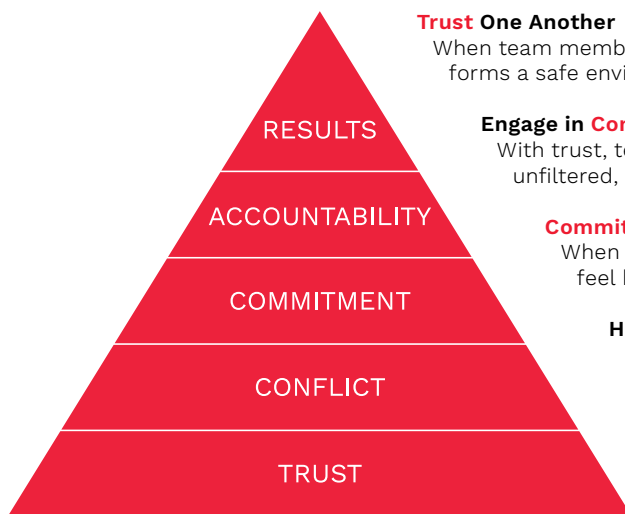 RESULTS
ACCOUNTABILITY
COMMITMENT
CONFLICT
TRUST
Trust One Another
When team
forms a safe
Engage in
With trust,
unfiltered,
Commit
When
feel